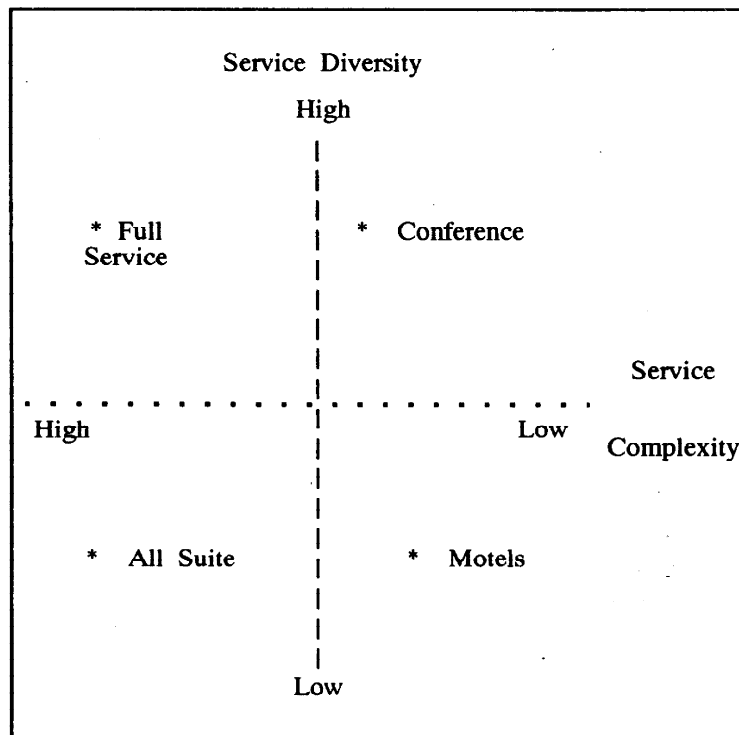 Service Diversity
High
* Full
Service
* Conference
Service
High
Low
Complexity
* All Suite
* Motels
Low